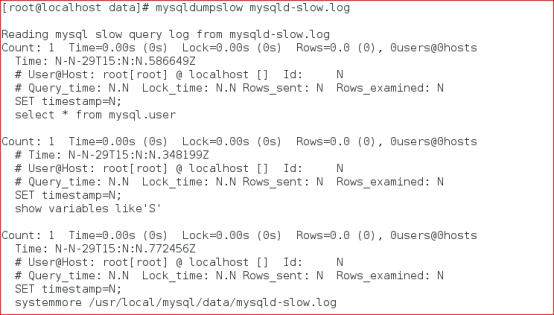 [root@localhost data]# mysqldumpslow mysqld-slow.log
Reading mysql slow query log from mysqld-slow.log
Count: 1  Time=0.00s (0s)  Lock=0.00s (0s)  Rows=0.0 (0), 0users@0hosts
Time: N-N-29T15:N:N.586649Z
# User@Host: root[root] @ localhost []  Id:     N
# Query_time: N.N  Lock_time: N.N Rows_sent: N  Rows_examined: N
SET timestamp=N;
select * from mysql.user
Count: 1  Time=0.00s (0s)  Lock=0.00s (0s)  Rows=0.0 (0), 0users@0hosts
# Time: N-N-29T15:N:N.348199Z
# User@Host: root[root] @ localhost []  Id:     N
# Query_time: N.N  Lock_time: N.N Rows_sent: N  Rows_examined: N
SET timestamp=N;
show variables like'S'
Count: 1  Time=0.00s (0s)  Lock=0.00s (0s)  Rows=0.0 (0), 0users@0hosts
Time: N-N-29T15:N:N.772456Z
# User@Host: root[root] @ localhost []  Id:     N
# Query_time: N.N  Lock_time: N.N Rows_sent: N  Rows_examined: N
SET timestamp=N;
systemmore /usr/local/mysql/data/mysqld-slow.log